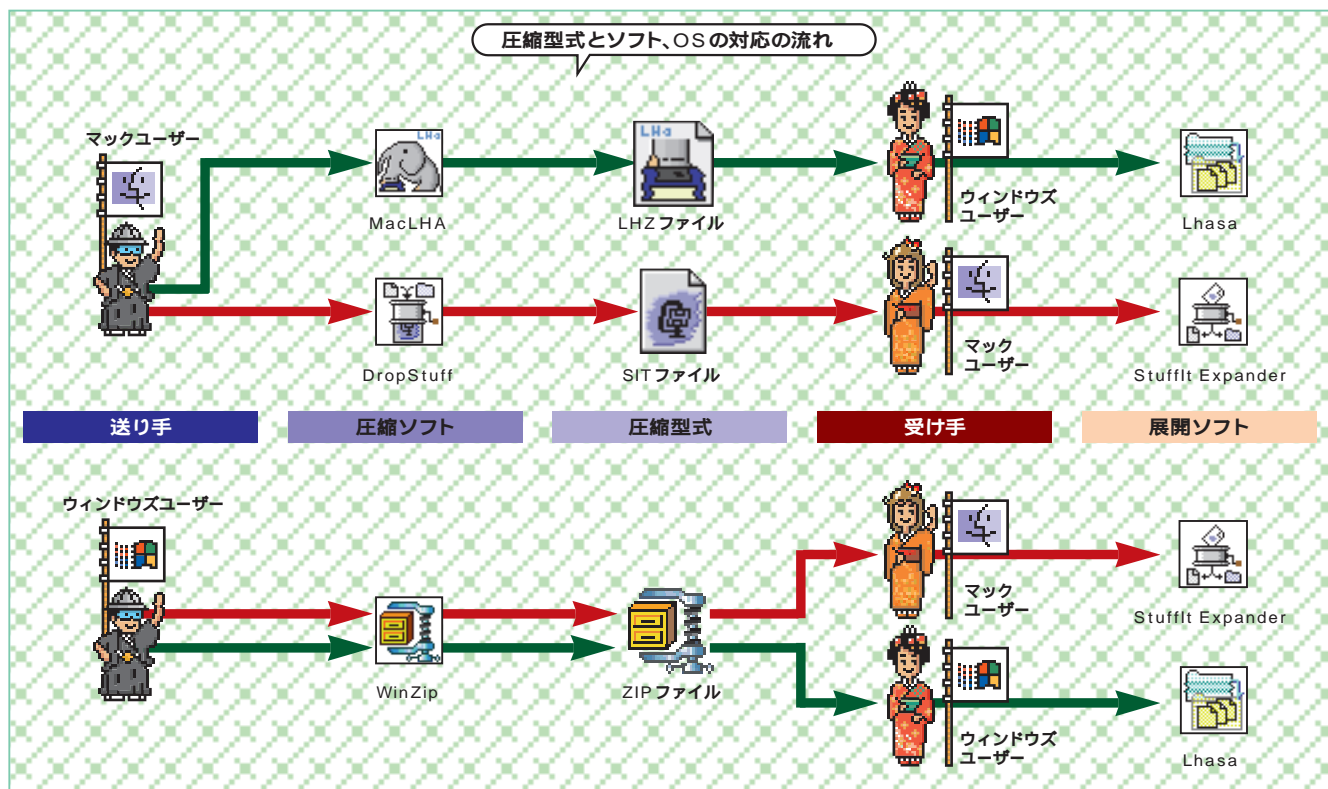 圧縮型式とソフト、OSの対応の流れ
マックユーザー
LHa
MacLHA
LHa
LHZファイル
ウィンドウズ
ユーザー
Lhasa
DropStuff
SITファイル
マック
ユーザー
StuffIt Expander
送り手
圧縮ソフト
圧縮型式
受け手
展開ソフト
ウィンドウズユーザー
WinZip
ZIPファイル
マック
ユーザー
StuffIt Expander
ウィンドウズ
ユーザー
Lhasa